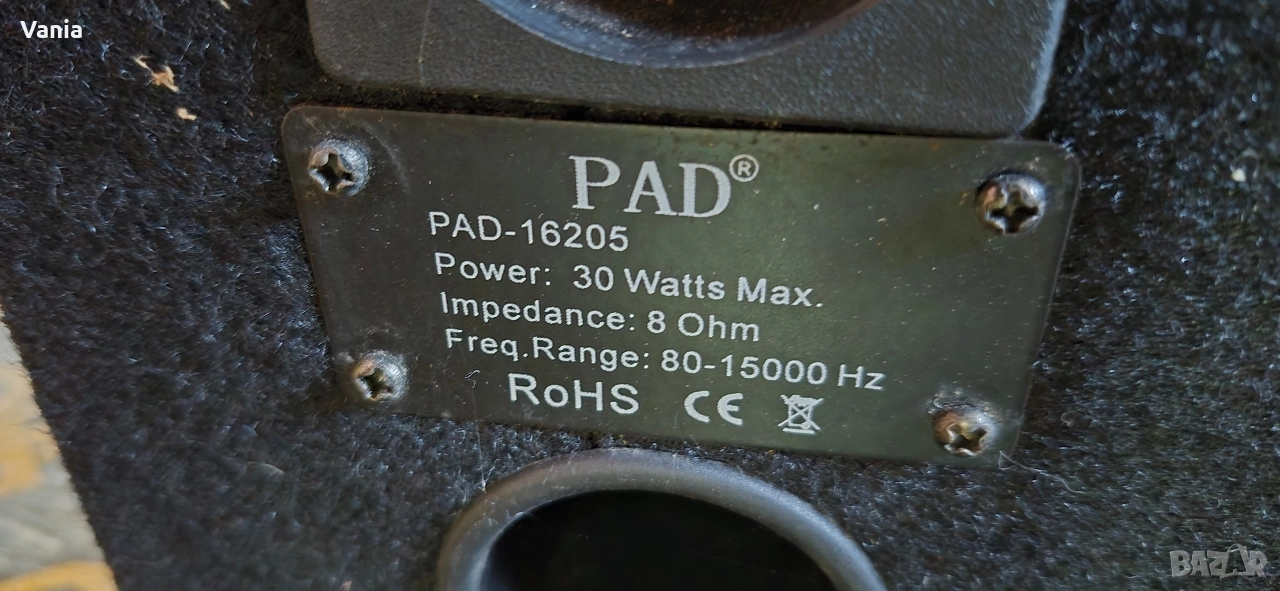 Vania
PAD®
PAD-16205
Power: 30 Watts Max.
Impedance: 8 Ohm
Freq.Range: 80-15000 Hz
RoHS CE
BAZAR